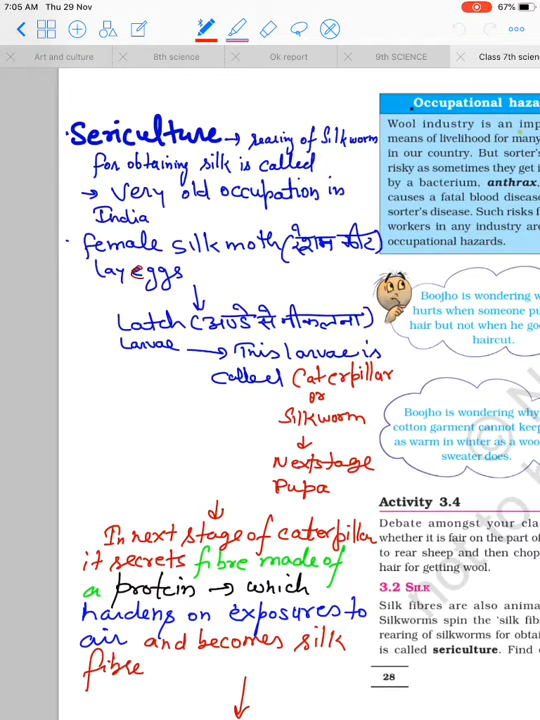 7:05 AM Thu 29 Nov
67%
Art and culture
8th science
Ok report
9th SCIENCE
Class 7th scien
• Sericulture → rearing of Silkworm
for obtaining silk is called
→ Very old occupation in
India
• female silk moth (रेशम कीट)
lay eggs
Latch (अण्डे से नीकलना)
Larvae → This larvae is
called Caterpillar
or
Silkworm
Next stage
Pupa
In next stage of caterpillar
it secrets fibre made of
a protein → which
hardens on exposures to
air and becomes silk
fibre
Occupational haza
Wool industry is an imp
means of livelihood for many
in our country. But sorter's
risky as sometimes they get i
by a bacterium, anthrax,
causes a fatal blood disease
sorter's disease. Such risks f
workers in any industry are
occupational hazards.
Boojho is wondering w
hurts when someone pu
hair but not when he go
haircut.
Boojho is wondering why
cotton garment cannot keep
as warm in winter as a woo
sweater does.
Activity 3.4
Debate amongst your cla
whether it is fair on the part of
to rear sheep and then chop
hair for getting wool.
3.2 SILK
Silk fibres are also anima
Silkworms spin the 'silk fib
rearing of silkworms for obtai
is called sericulture. Find
28
© N
not to